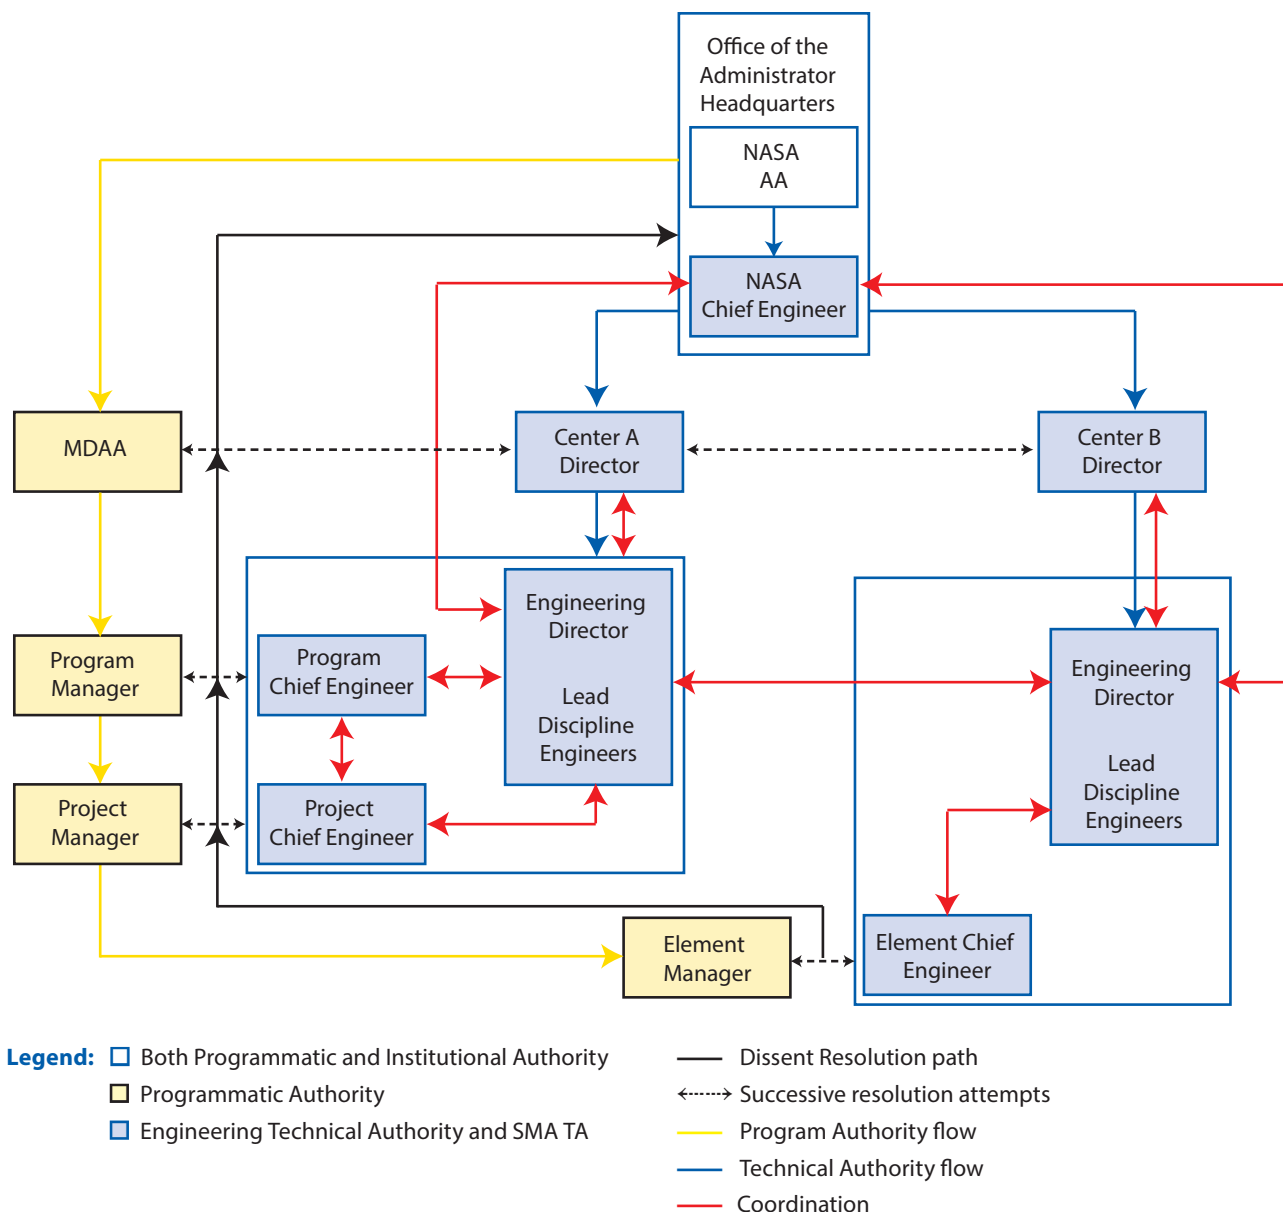 Office of the
Administrator
Headquarters
NASA
AA
NASA
Chief Engineer
MDAA
Center A
Director
Center B
Director
Engineering
Director
Lead
Discipline
Engineers
Program
Manager
Program
Chief Engineer
Engineering
Director
Lead
Discipline
Engineers
Project
Manager
Project
Chief Engineer
Element
Manager
Element Chief
Engineer
Legend:
Both Programmatic and Institutional Authority
Programmatic Authority
Engineering Technical Authority and SMA TA
Dissent Resolution path
Successive resolution attempts
Program Authority flow
Technical Authority flow
Coordination